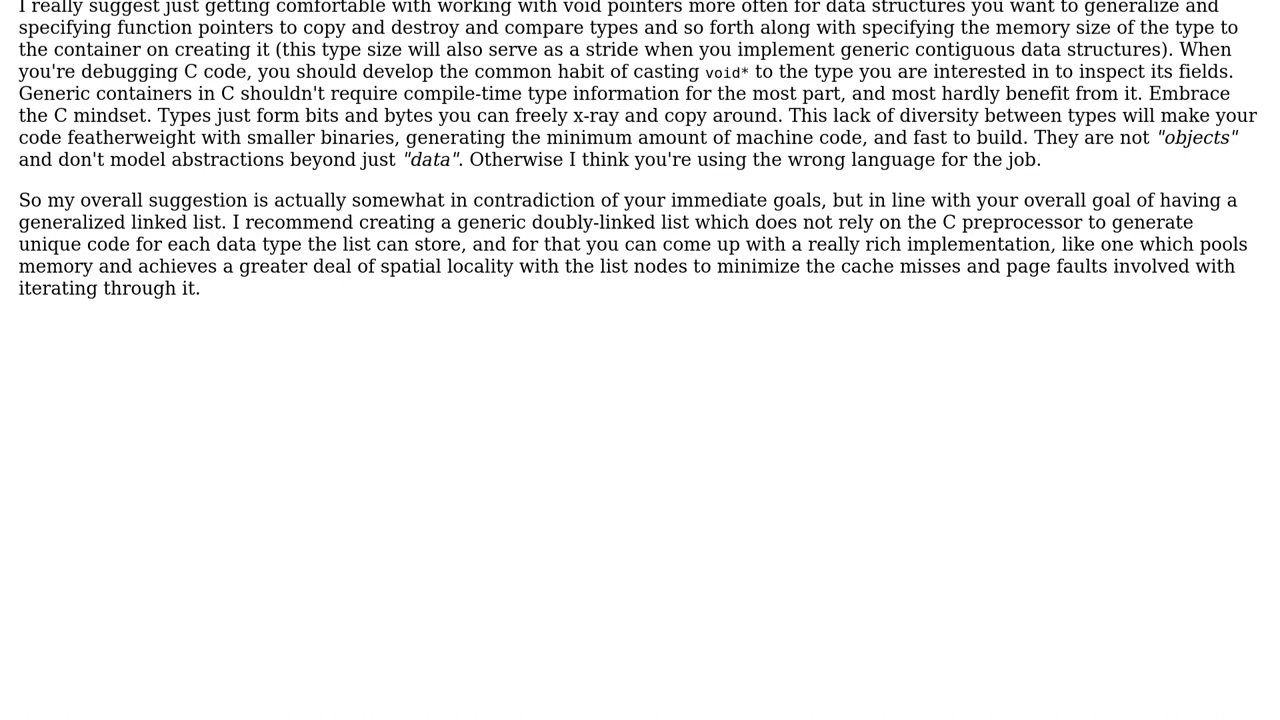 I really suggest just getting comfortable with working with void pointers more often for data structures you want to generalize and
specifying function pointers to copy and destroy and compare types and so forth along with specifying the memory size of the type to
the container on creating it (this type size will also serve as a stride when you implement generic contiguous data structures). When
you're debugging C code, you should develop the common habit of casting void* to the type you are interested in to inspect its fields.
Generic containers in C shouldn't require compile-time type information for the most part, and most hardly benefit from it. Embrace
the C mindset. Types just form bits and bytes you can freely x-ray and copy around. This lack of diversity between types will make your
code featherweight with smaller binaries, generating the minimum amount of machine code, and fast to build. They are not "objects"
and don't model abstractions beyond just "data". Otherwise I think you're using the wrong language for the job.
So my overall suggestion is actually somewhat in contradiction of your immediate goals, but in line with your overall goal of having a
generalized linked list. I recommend creating a generic doubly-linked list which does not rely on the C preprocessor to generate
unique code for each data type the list can store, and for that you can come up with a really rich implementation, like one which pools
memory and achieves a greater deal of spatial locality with the list nodes to minimize the cache misses and page faults involved with
iterating through it.